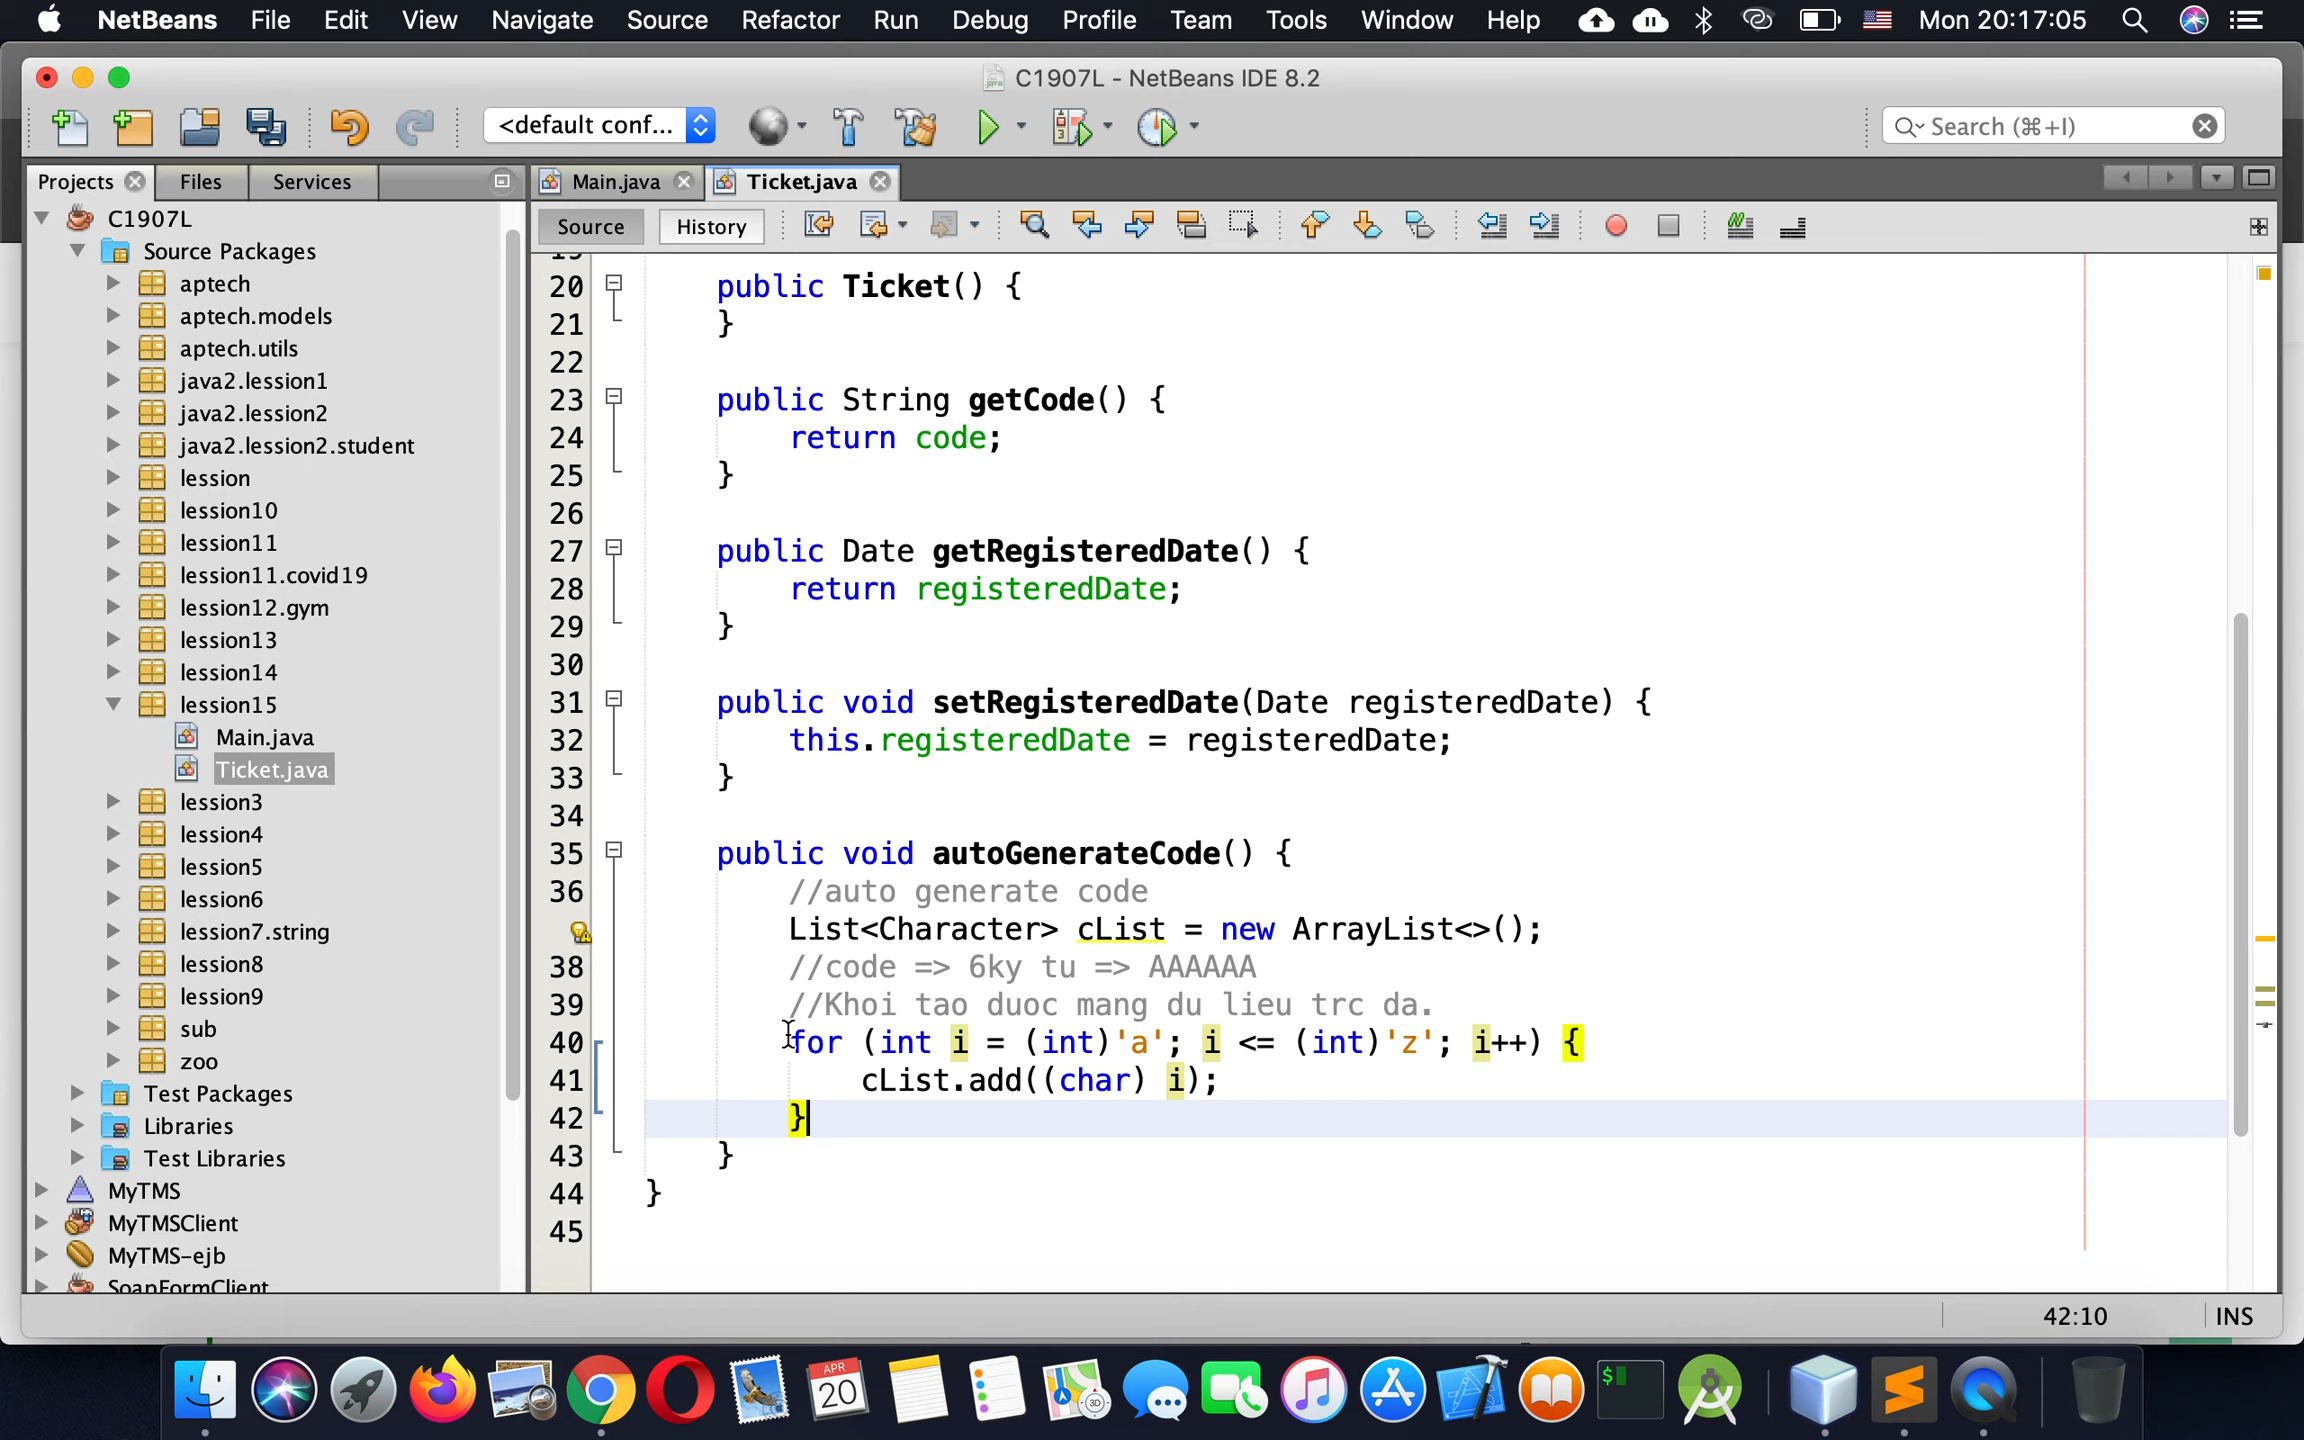 NetBeans File Edit View Navigate Source Refactor Run Debug Profile Team Tools Window Help Mon 20:17:05
C1907L - NetBeans IDE 8.2
<default conf... Search (⌘+I)
Projects Files Services Main.java Ticket.java
Source History
C1907L
Source Packages
aptech
aptech.models
aptech.utils
java2.lession1
java2.lession2
java2.lession2.student
lession
lession10
lession11
lession11.covid19
lession12.gym
lession13
lession14
lession15
Main.java
Ticket.java
lession3
lession4
lession5
lession6
lession7.string
lession8
lession9
sub
zoo
Test Packages
Libraries
Test Libraries
MyTMS
MyTMSClient
MyTMS-ejb
SoapFormClient
19
20 public Ticket() {
21 }
22
23 public String getCode() {
24 return code;
25 }
26
27 public Date getRegisteredDate() {
28 return registeredDate;
29 }
30
31 public void setRegisteredDate(Date registeredDate) {
32 this.registeredDate = registeredDate;
33 }
34
35 public void autoGenerateCode() {
36 //auto generate code
List<Character> cList = new ArrayList<>();
38 //code => 6ky tu => AAAAAA
39 //Khoi tao duoc mang du lieu trc da.
40 for (int i = (int)'a'; i <= (int)'z'; i++) {
41 cList.add((char) i);
42 }
43 }
44 }
45
42:10 INS
APR
20
3D
$